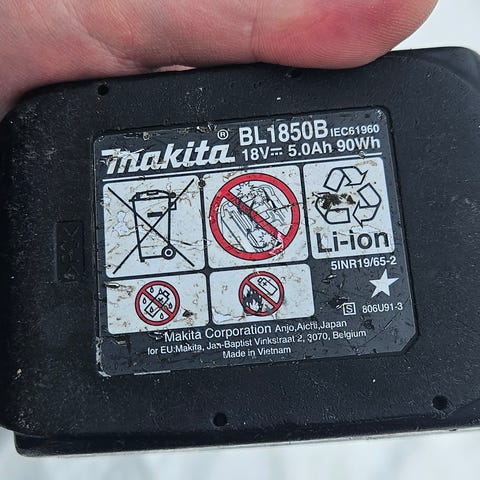 makita® BL1850B IEC61960
18V⎓ 5.0Ah 90Wh
Li-ion
5INR19/65-2
S 806U91-3
Makita Corporation Anjo,Aichi,Japan
for EU:Makita, Jan-Baptist Vinkstraat 2, 3070, Belgium
Made in Vietnam